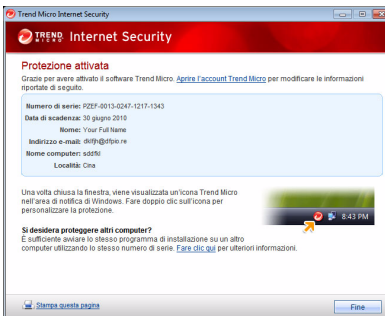 Trend Micro Internet Security
TREND MICRO Internet Security
Protezione attivata
Grazie per avere attivato il software Trend Micro. Aprire l'account Trend Micro per modificare le informazioni
riportate di seguito.
Numero di serie: PZEF-0013-0247-1217-1343
Data di scadenza: 30 giugno 2010
Nome: Your Full Name
Indirizzo e-mail: dkifjh@dfpio.re
Nome computer: sddfkl
Località: Cina
Una volta chiusa la finestra, viene visualizzata un'icona Trend Micro
nell'area di notifica di Windows. Fare doppio clic sull'icona per
personalizzare la protezione.
8:43 PM
Si desidera proteggere altri computer?
È sufficiente avviare lo stesso programma di installazione su un altro
computer utilizzando lo stesso numero di serie. Fare clic qui per ulteriori informazioni.
Stampa questa pagina
Fine